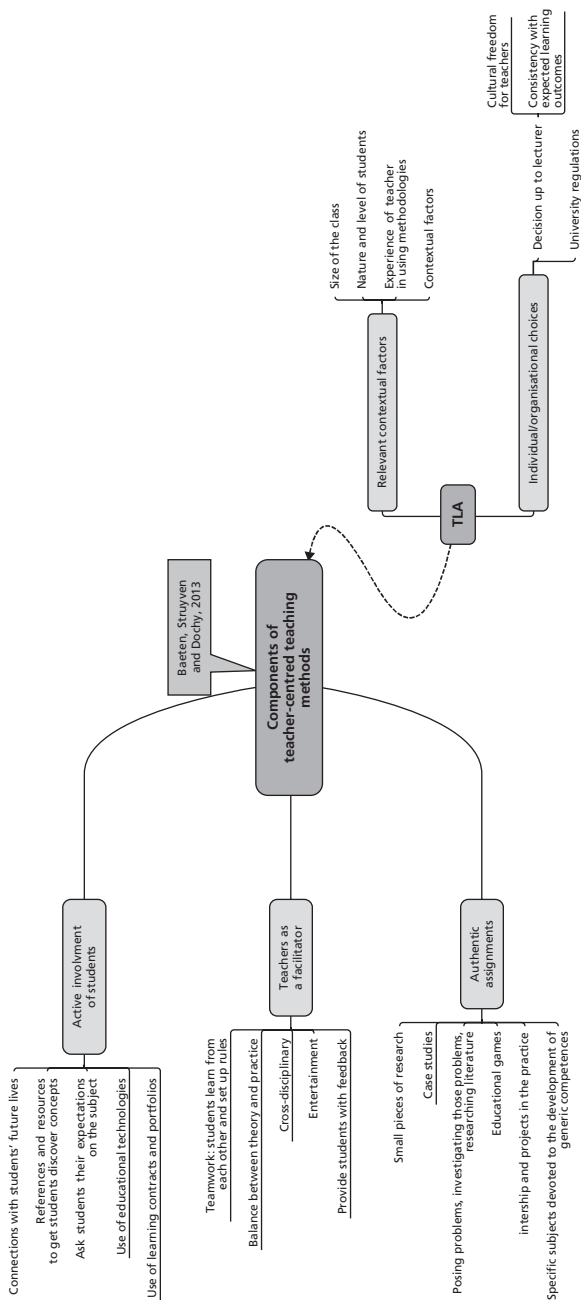 Baeten, Struyven
and Dochy, 2013
Components of
teacher-centred teaching
methods
Active involvment
of students
Connections with students' future lives
References and resources
to get students discover concepts
Ask students their expectations
on the subject
Use of educational technologies
Use of learning contracts and portfolios
Teachers as
a facilitator
Teamwork: students learn from
each other and set up rules
Balance between theory and practice
Cross-disciplinary
Entertainment
Provide students with feedback
Authentic
assignments
Small pieces of research
Case studies
Posing problems, investigating those problems,
researching literature
Educational games
intership and projects in the practice
Specific subjects devoted to the development of
generic competences
TLA
Relevant contextual factors
Size of the class
Nature and level of students
Experience of teacher
in using methodologies
Contextual factors
Individual/organisational choices
Decision up to lecturer
Cultural freedom
for teachers
Consistency with
expected learning
outcomes
University regulations